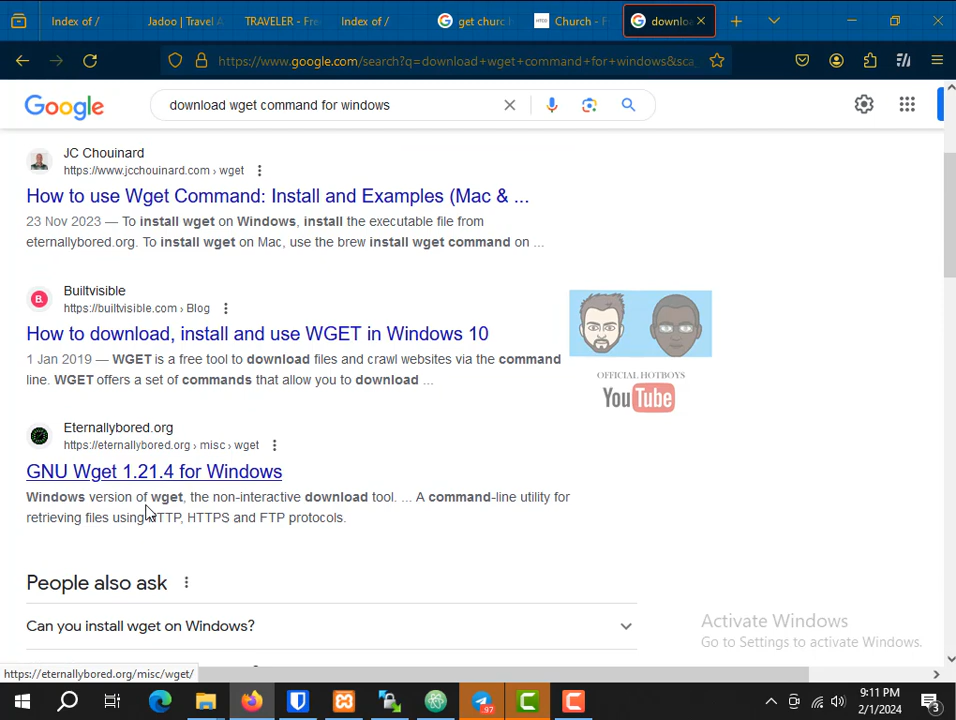 Index of /
Jadoo | Travel A
TRAVELER - Fre
Index of /
get churc
Church - F
downloa
https://www.google.com/search?q=download+wget+command+for+windows&sca_
Google
download wget command for windows
JC Chouinard
https://www.jcchouinard.com › wget
How to use Wget Command: Install and Examples (Mac & ...
23 Nov 2023 — To install wget on Windows, install the executable file from
eternallybored.org. To install wget on Mac, use the brew install wget command on ...
B.
Builtvisible
https://builtvisible.com › Blog
How to download, install and use WGET in Windows 10
1 Jan 2019 — WGET is a free tool to download files and crawl websites via the command
line. WGET offers a set of commands that allow you to download ...
OFFICIAL HOTBOYS
YouTube
Eternallybored.org
https://eternallybored.org › misc › wget
GNU Wget 1.21.4 for Windows
Windows version of wget, the non-interactive download tool. ... A command-line utility for
retrieving files using HTTP, HTTPS and FTP protocols.
People also ask
Can you install wget on Windows?
Activate Windows
Go to Settings to activate Windows.
https://eternallybored.org/misc/wget/
97
9:11 PM
2/1/2024
3